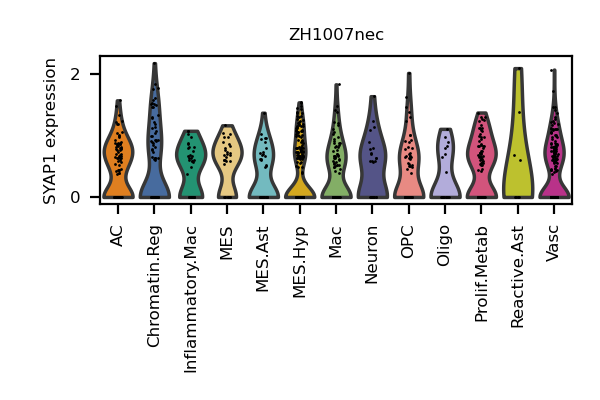 ZH1007nec
SYAP1 expression
2
0
AC
Chromatin.Reg
Inflammatory.Mac
MES
MES.Ast
MES.Hyp
Mac
Neuron
OPC
Oligo
Prolif.Metab
Reactive.Ast
Vasc